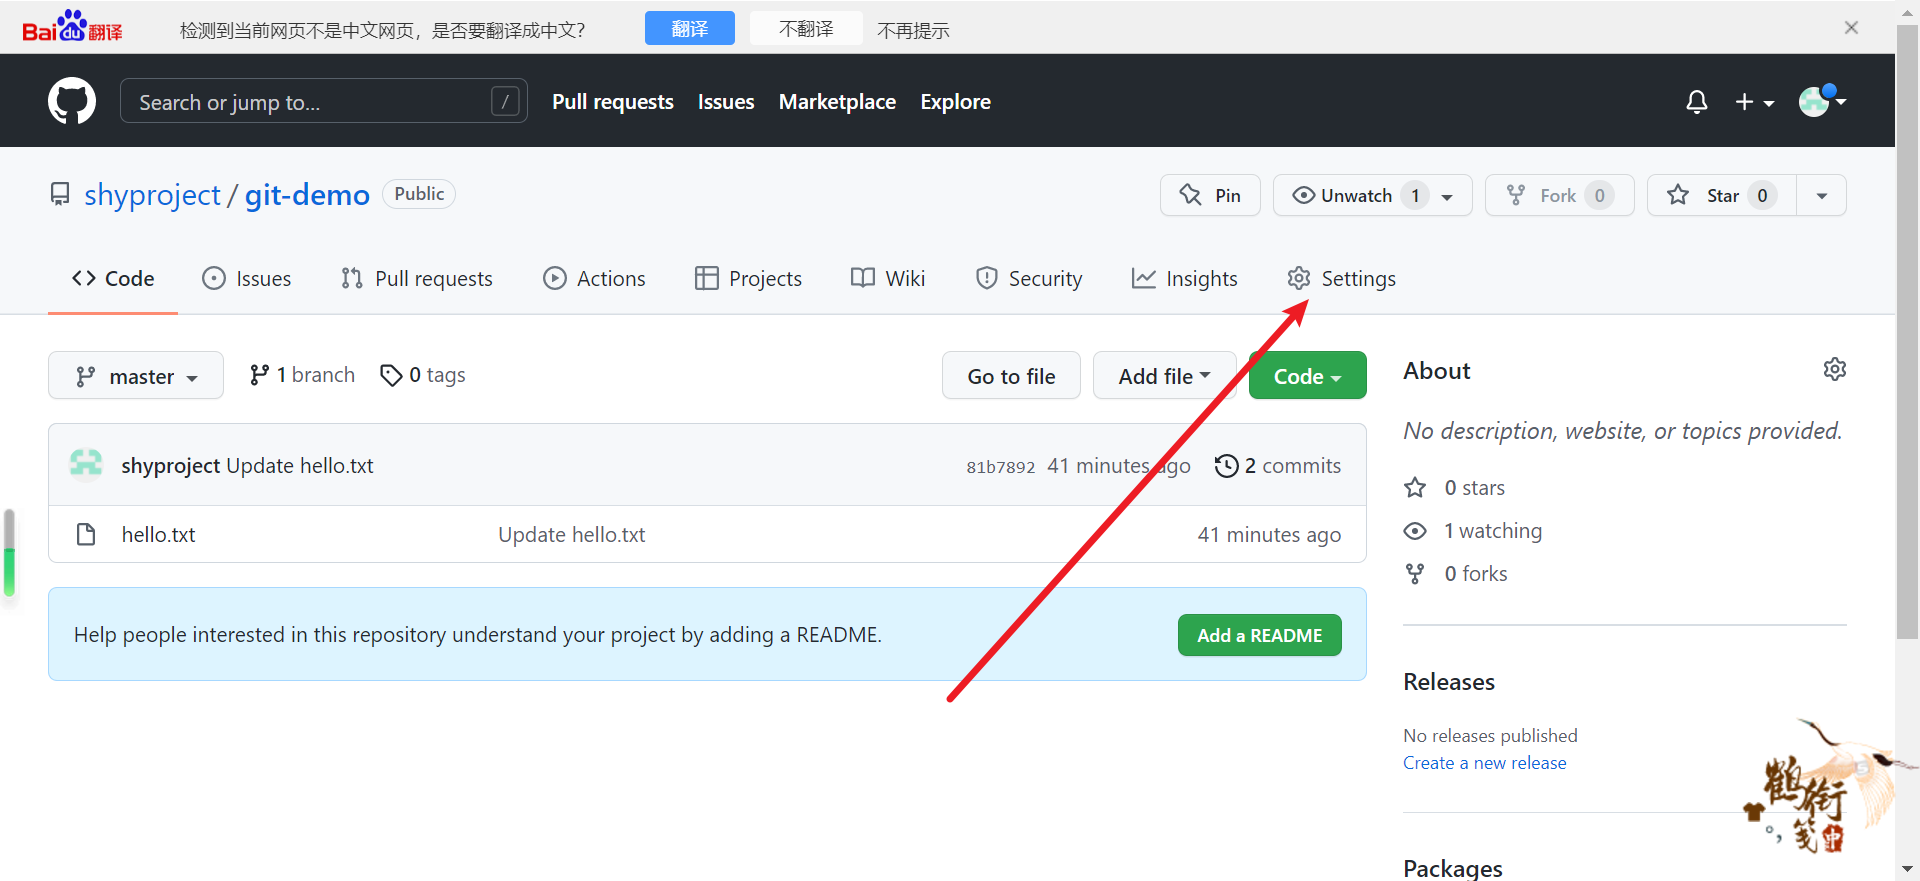 Bai du 翻译 检测到当前网页不是中文网页，是否要翻译成中文? 翻译 不翻译 不再提示
Search or jump to... / Pull requests Issues Marketplace Explore
shyproject / git-demo Public Pin Unwatch 1 Fork 0 Star 0
Code Issues Pull requests Actions Projects Wiki Security Insights Settings
master 1 branch 0 tags Go to file Add file Code
shyproject Update hello.txt 81b7892 41 minutes ago 2 commits
hello.txt Update hello.txt 41 minutes ago
Help people interested in this repository understand your project by adding a README. Add a README
About
No description, website, or topics provided.
0 stars
1 watching
0 forks
Releases
No releases published
Create a new release
鹤衔笺
中
Packages